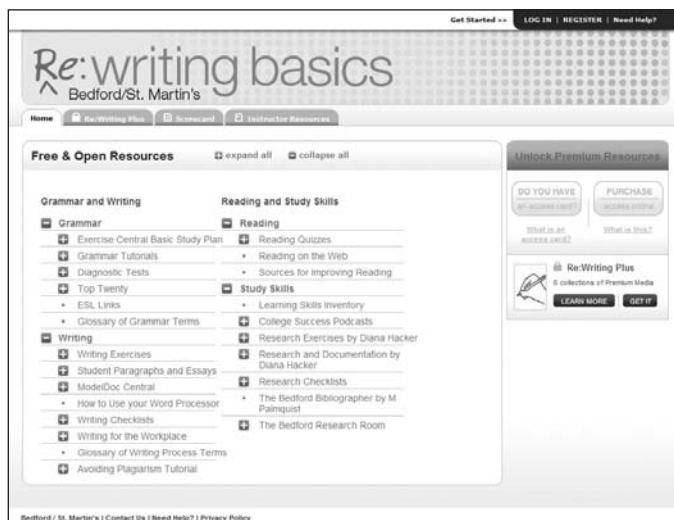 Get Started >> LOG IN | REGISTER | Need Help?
Re:writing basics
Bedford/St. Martin's
Home Re:Writing Plus Scorecard Instructor Resources
Free & Open Resources expand all collapse all
Grammar and Writing
Grammar
Exercise Central Basic Study Plan
Grammar Tutorials
Diagnostic Tests
Top Twenty
ESL Links
Glossary of Grammar Terms
Writing
Writing Exercises
Student Paragraphs and Essays
ModelDoc Central
How to Use your Word Processor
Writing Checklists
Writing for the Workplace
Glossary of Writing Process Terms
Avoiding Plagiarism Tutorial
Reading and Study Skills
Reading
Reading Quizzes
Reading on the Web
Sources for Improving Reading
Study Skills
Learning Skills Inventory
College Success Podcasts
Research Exercises by Diana Hacker
Research and Documentation by
Diana Hacker
Research Checklists
The Bedford Bibliographer by M
Palmquist
The Bedford Research Room
Unlock Premium Resources
DO YOU HAVE
an access card?
What is an
access card?
PURCHASE
access online
What is this?
Re:Writing Plus
6 collections of Premium Media
LEARN MORE GET IT
Bedford / St. Martin's | Contact Us | Need Help? | Privacy Policy